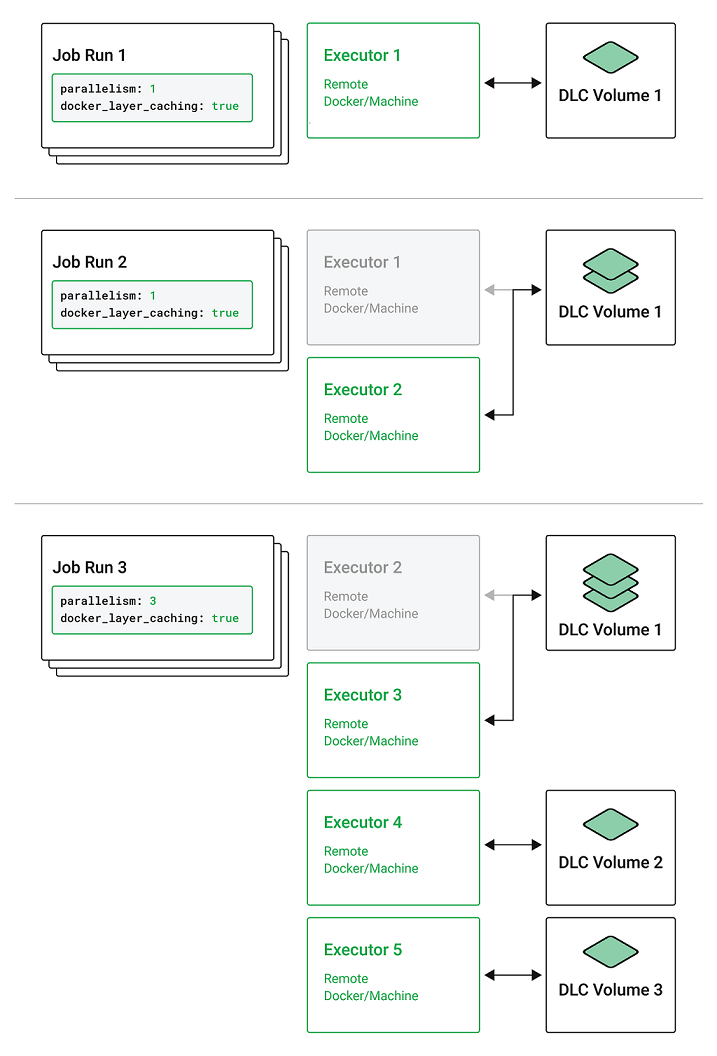 Job Run 1
parallelism: 1
docker_layer_caching: true
Executor 1
Remote
Docker/Machine
DLC Volume 1
Job Run 2
parallelism: 1
docker_layer_caching: true
Executor 1
Remote
Docker/Machine
DLC Volume 1
Executor 2
Remote
Docker/Machine
Job Run 3
parallelism: 3
docker_layer_caching: true
Executor 2
Remote
Docker/Machine
DLC Volume 1
Executor 3
Remote
Docker/Machine
Executor 4
Remote
Docker/Machine
DLC Volume 2
Executor 5
Remote
Docker/Machine
DLC Volume 3